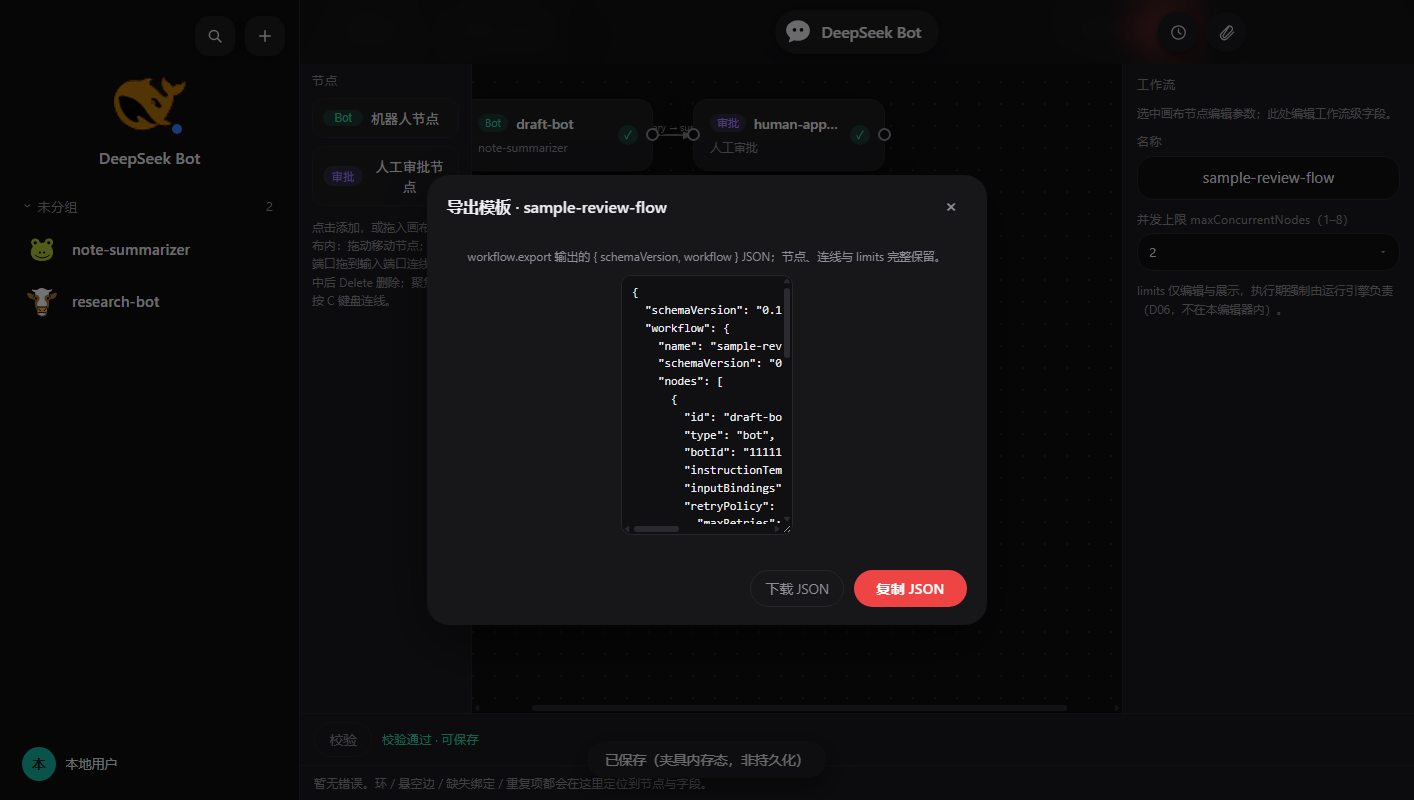 DeepSeek Bot
DeepSeek Bot
未分组 2
note-summarizer
research-bot
本 本地用户
节点
Bot 机器人节点
审批 人工审批节
点
点击添加，或拖入画布
布内：拖动移动节点；
端口拖到输入端口连线
中后 Delete 删除；聚焦
按 C 键盘连线。
Bot draft-bot
note-summarizer
审批 human-app...
人工审批
工作流
选中画布节点编辑参数；此处编辑工作流级字段。
名称
sample-review-flow
并发上限 maxConcurrentNodes（1–8）
2
limits 仅编辑与展示，执行期强制由运行引擎负责
（D06，不在本编辑器内）。
导出模板 · sample-review-flow
workflow.export 输出的 { schemaVersion, workflow } JSON；节点、连线与 limits 完整保留。
{
"schemaVersion": "0.1
"workflow": {
"name": "sample-rev
"schemaVersion": "0
"nodes": [
{
"id": "draft-bo
"type": "bot",
"botId": "11111
"instructionTem
"inputBindings"
"retryPolicy":
"maxRetries":
下载 JSON
复制 JSON
校验 校验通过 · 可保存
已保存（夹具内存态，非持久化）
暂无错误。环 / 悬空边 / 缺失绑定 / 重复项都会在这里定位到节点与字段。